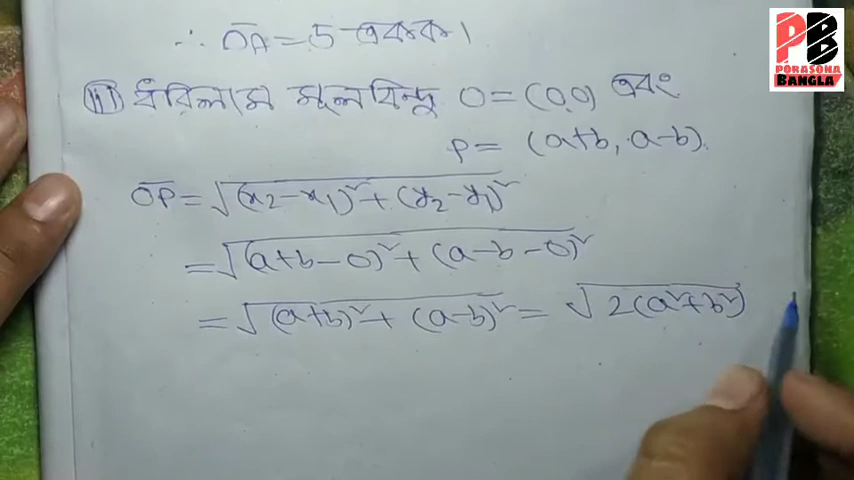 PB
PORASONA
BANGLA
∴ OA = 5 একক।
(ii) ধরিলাম মূলবিন্দু O = (0,0) এবং
P = (a+b, a-b).
OP = √(x₂-x₁)² + (y₂-y₁)²
= √(a+b-0)² + (a-b-0)²
= √(a+b)² + (a-b)² = √2(a²+b²)